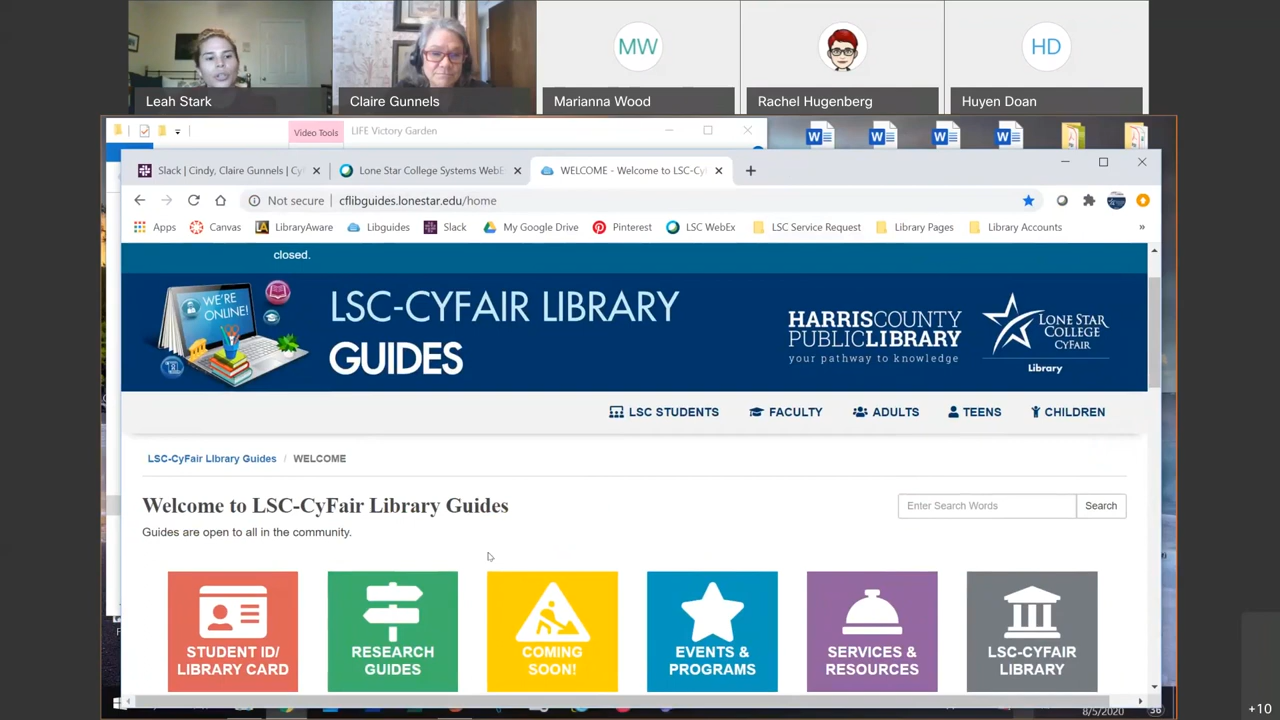 MW
HD
Leah Stark
Claire Gunnels
Marianna Wood
Rachel Hugenberg
Huyen Doan
Video Tools
LIFE Victory Garden
Slack | Cindy, Claire Gunnels | Cy
Lone Star College Systems WebE
WELCOME - Welcome to LSC-Cy
Not secure | cflibguides.lonestar.edu/home
Apps
Canvas
LibraryAware
Libguides
Slack
My Google Drive
Pinterest
LSC WebEx
LSC Service Request
Library Pages
Library Accounts
»
closed.
WE'RE ONLINE!
LSC-CYFAIR LIBRARY
GUIDES
HARRISCOUNTY
PUBLICLIBRARY
your pathway to knowledge
LONE STAR
COLLEGE
CYFAIR
Library
LSC STUDENTS
FACULTY
ADULTS
TEENS
CHILDREN
LSC-CyFair LIbrary Guides / WELCOME
Welcome to LSC-CyFair Library Guides
Enter Search Words
Search
Guides are open to all in the community.
STUDENT ID/
LIBRARY CARD
RESEARCH
GUIDES
COMING
SOON!
EVENTS &
PROGRAMS
SERVICES &
RESOURCES
LSC-CYFAIR
LIBRARY
8/5/2020
36
+10